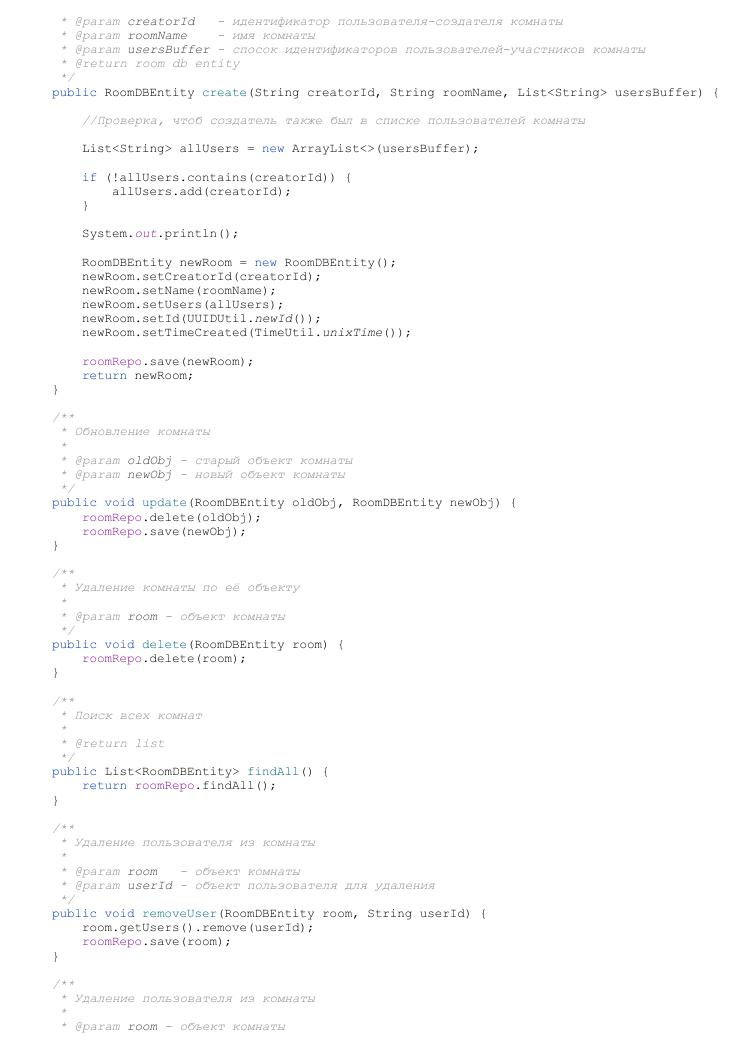 * @param creatorId   - идентификатор пользователя-создателя комнаты
 * @param roomName    - имя комнаты
 * @param usersBuffer - спосок идентификаторов пользователей-участников комнаты
 * @return room db entity
 */
public RoomDBEntity create(String creatorId, String roomName, List<String> usersBuffer) {
    //Проверка, чтоб создатель также был в списке пользователей комнаты
    List<String> allUsers = new ArrayList<>(usersBuffer);
    if (!allUsers.contains(creatorId)) {
        allUsers.add(creatorId);
    }
    System.out.println();
    RoomDBEntity newRoom = new RoomDBEntity();
    newRoom.setCreatorId(creatorId);
    newRoom.setName(roomName);
    newRoom.setUsers(allUsers);
    newRoom.setId(UUIDUtil.newId());
    newRoom.setTimeCreated(TimeUtil.unixTime());
    roomRepo.save(newRoom);
    return newRoom;
}
/**
 * Обновление комнаты
 *
 * @param oldObj - старый объект комнаты
 * @param newObj - новый объект комнаты
 */
public void update(RoomDBEntity oldObj, RoomDBEntity newObj) {
    roomRepo.delete(oldObj);
    roomRepo.save(newObj);
}
/**
 * Удаление комнаты по её объекту
 *
 * @param room - объект комнаты
 */
public void delete(RoomDBEntity room) {
    roomRepo.delete(room);
}
/**
 * Поиск всех комнат
 *
 * @return list
 */
public List<RoomDBEntity> findAll() {
    return roomRepo.findAll();
}
/**
 * Удаление пользователя из комнаты
 *
 * @param room   - объект комнаты
 * @param userId - объект пользователя для удаления
 */
public void removeUser(RoomDBEntity room, String userId) {
    room.getUsers().remove(userId);
    roomRepo.save(room);
}
/**
 * Удаление пользователя из комнаты
 *
 * @param room - объект комнаты